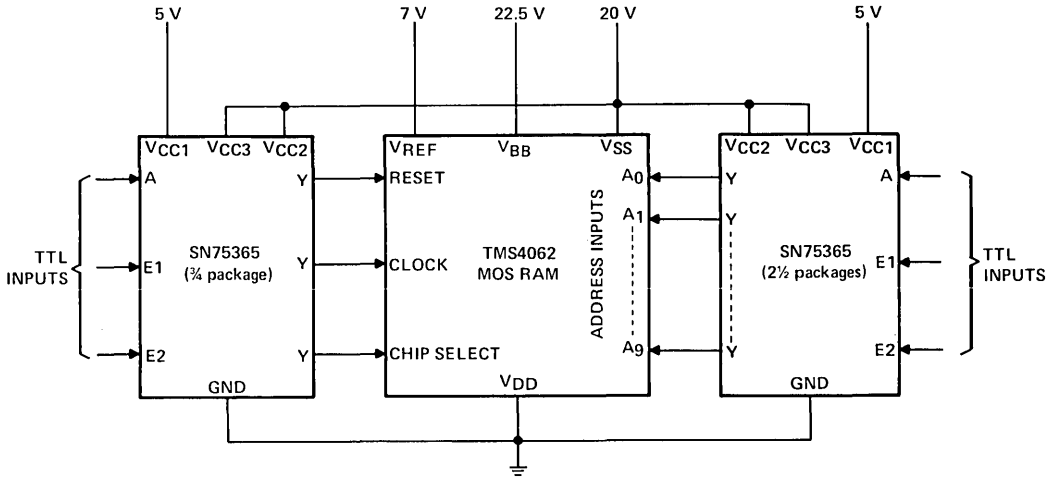 5 V
7 V
22.5 V
20 V
5 V
VCC1 VCC3 VCC2
VREF
VBB
VSS
VCC2 VCC3 VCC1
A
Y
RESET
A0
Y
A
TTL
INPUTS
E1
SN75365
(¾ package)
Y
CLOCK
TMS4062
MOS RAM
ADDRESS INPUTS
A1
Y
SN75365
(2½ packages)
E1
TTL
INPUTS
E2
Y
CHIP SELECT
A9
Y
E2
GND
VDD
GND